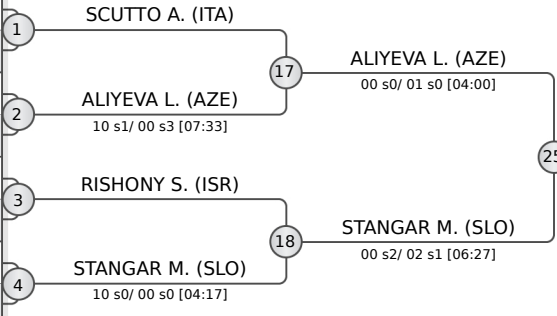 SCUTTO A. (ITA)
1
17
ALIYEVA L. (AZE)
00 s0/ 01 s0 [04:00]
ALIYEVA L. (AZE)
2
10 s1/ 00 s3 [07:33]
25
RISHONY S. (ISR)
3
18
STANGAR M. (SLO)
00 s2/ 02 s1 [06:27]
STANGAR M. (SLO)
4
10 s0/ 00 s0 [04:17]